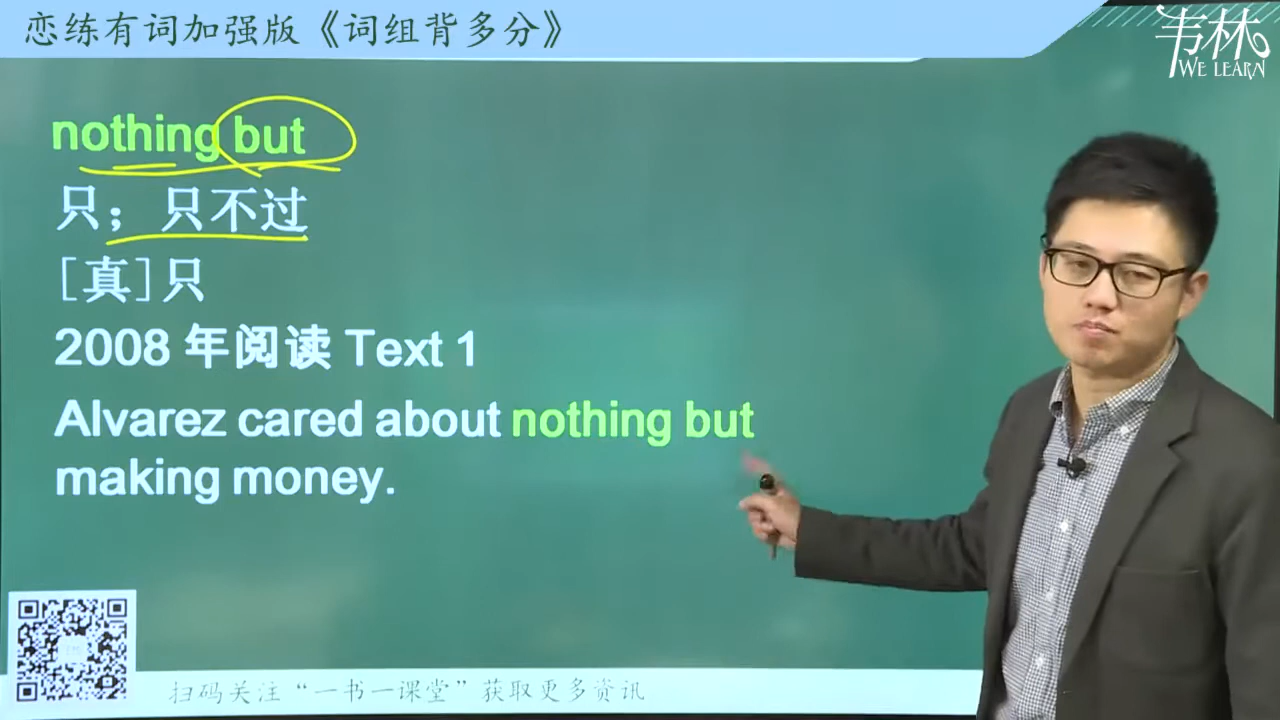 恋练有词加强版《词组背多分》
韦林
WE LEARN
nothing but
只；只不过
[真]只
2008 年阅读 Text 1
Alvarez cared about nothing but
making money.
扫码关注“一书一课堂”获取更多资讯